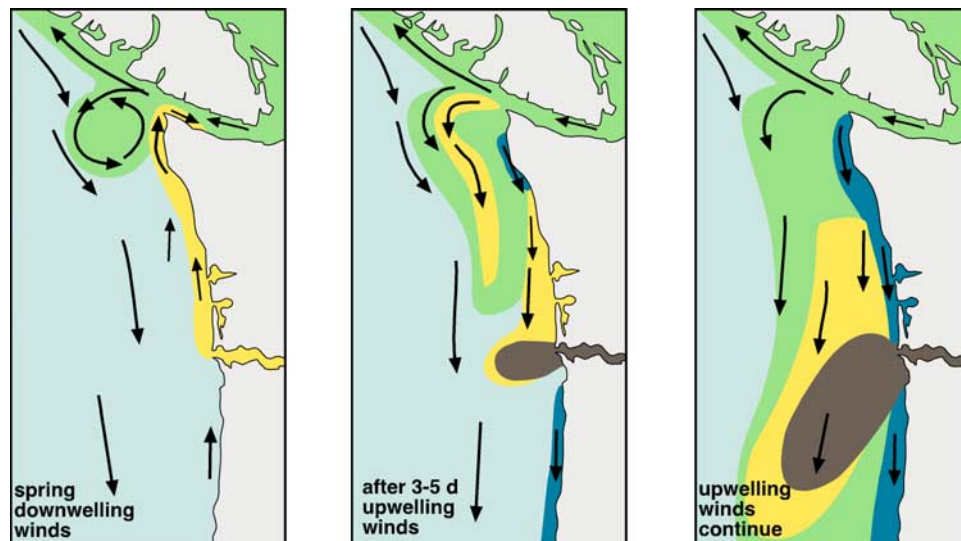 spring
downwelling
winds
after 3-5 d
upwelling
winds
upwelling
winds
continue